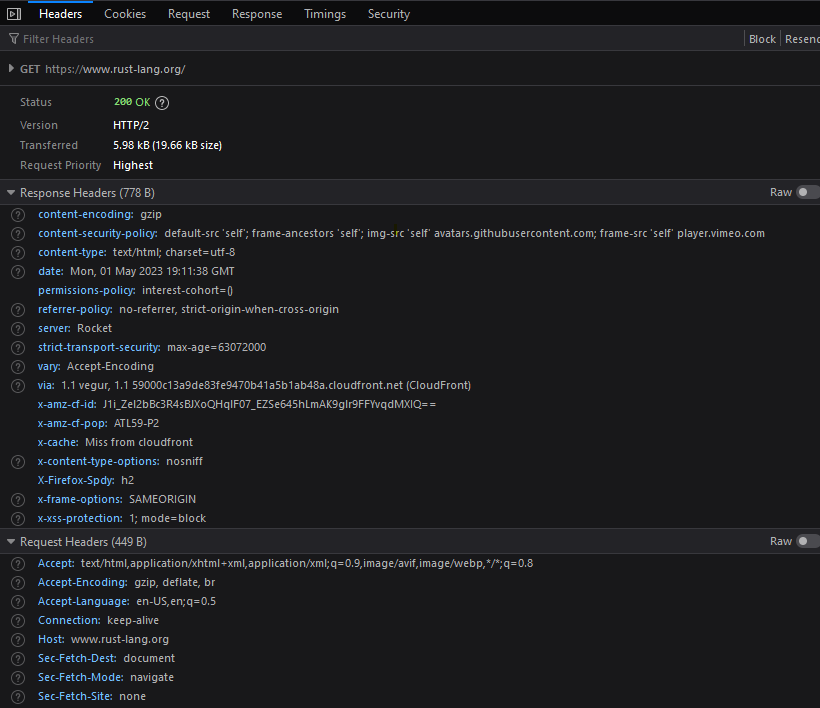 Headers Cookies Request Response Timings Security
Filter Headers Block Resend
GET https://www.rust-lang.org/
Status 200 OK ?
Version HTTP/2
Transferred 5.98 kB (19.66 kB size)
Request Priority Highest
Response Headers (778 B) Raw
? content-encoding: gzip
? content-security-policy: default-src 'self'; frame-ancestors 'self'; img-src 'self' avatars.githubusercontent.com; frame-src 'self' player.vimeo.com
? content-type: text/html; charset=utf-8
? date: Mon, 01 May 2023 19:11:38 GMT
permissions-policy: interest-cohort=()
? referrer-policy: no-referrer, strict-origin-when-cross-origin
? server: Rocket
? strict-transport-security: max-age=63072000
? vary: Accept-Encoding
? via: 1.1 vegur, 1.1 59000c13a9de83fe9470b41a5b1ab48a.cloudfront.net (CloudFront)
x-amz-cf-id: J1i_ZeI2bBc3R4sBJXoQHqIF07_EZSe645hLmAK9gIr9FFYvqdMXIQ==
x-amz-cf-pop: ATL59-P2
x-cache: Miss from cloudfront
? x-content-type-options: nosniff
X-Firefox-Spdy: h2
? x-frame-options: SAMEORIGIN
? x-xss-protection: 1; mode=block
Request Headers (449 B) Raw
? Accept: text/html,application/xhtml+xml,application/xml;q=0.9,image/avif,image/webp,*/*;q=0.8
? Accept-Encoding: gzip, deflate, br
? Accept-Language: en-US,en;q=0.5
? Connection: keep-alive
? Host: www.rust-lang.org
? Sec-Fetch-Dest: document
? Sec-Fetch-Mode: navigate
? Sec-Fetch-Site: none